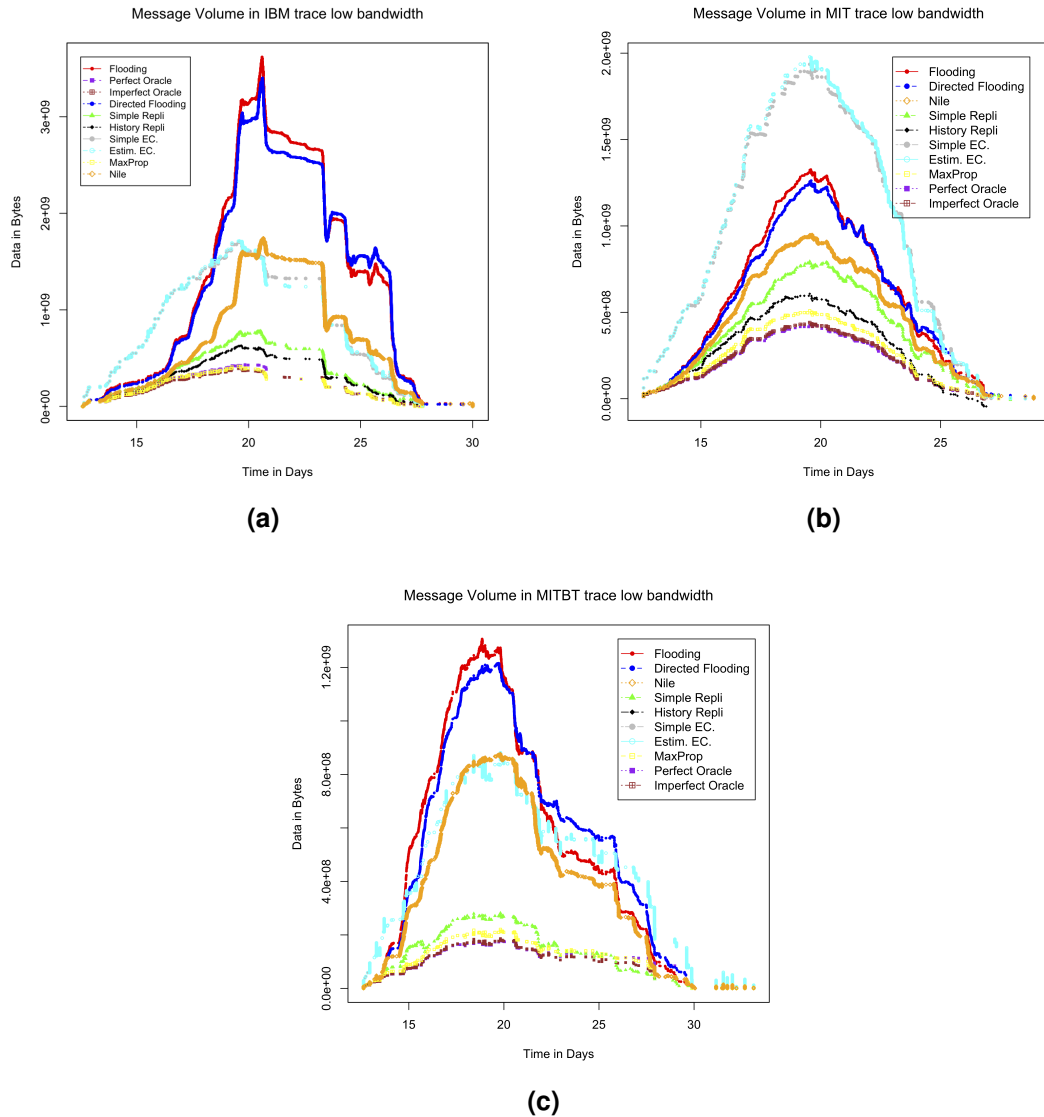 Message Volume in IBM trace low bandwidth
Data in Bytes
3e+09
2e+09
1e+09
0e+00
Flooding
Perfect Oracle
Imperfect Oracle
Directed Flooding
Simple Repli
History Repli
Simple EC.
Estim. EC.
MaxProp
Nile
15 20 25 30
Time in Days
(a)
Message Volume in MIT trace low bandwidth
Data in Bytes
2.0e+09
1.5e+09
1.0e+09
5.0e+08
0.0e+00
Flooding
Directed Flooding
Nile
Simple Repli
History Repli
Simple EC.
Estim. EC.
MaxProp
Perfect Oracle
Imperfect Oracle
15 20 25
Time in Days
(b)
Message Volume in MITBT trace low bandwidth
Data in Bytes
1.2e+09
8.0e+08
4.0e+08
0.0e+00
Flooding
Directed Flooding
Nile
Simple Repli
History Repli
Simple EC.
Estim. EC.
MaxProp
Perfect Oracle
Imperfect Oracle
15 20 25 30
Time in Days
(c)